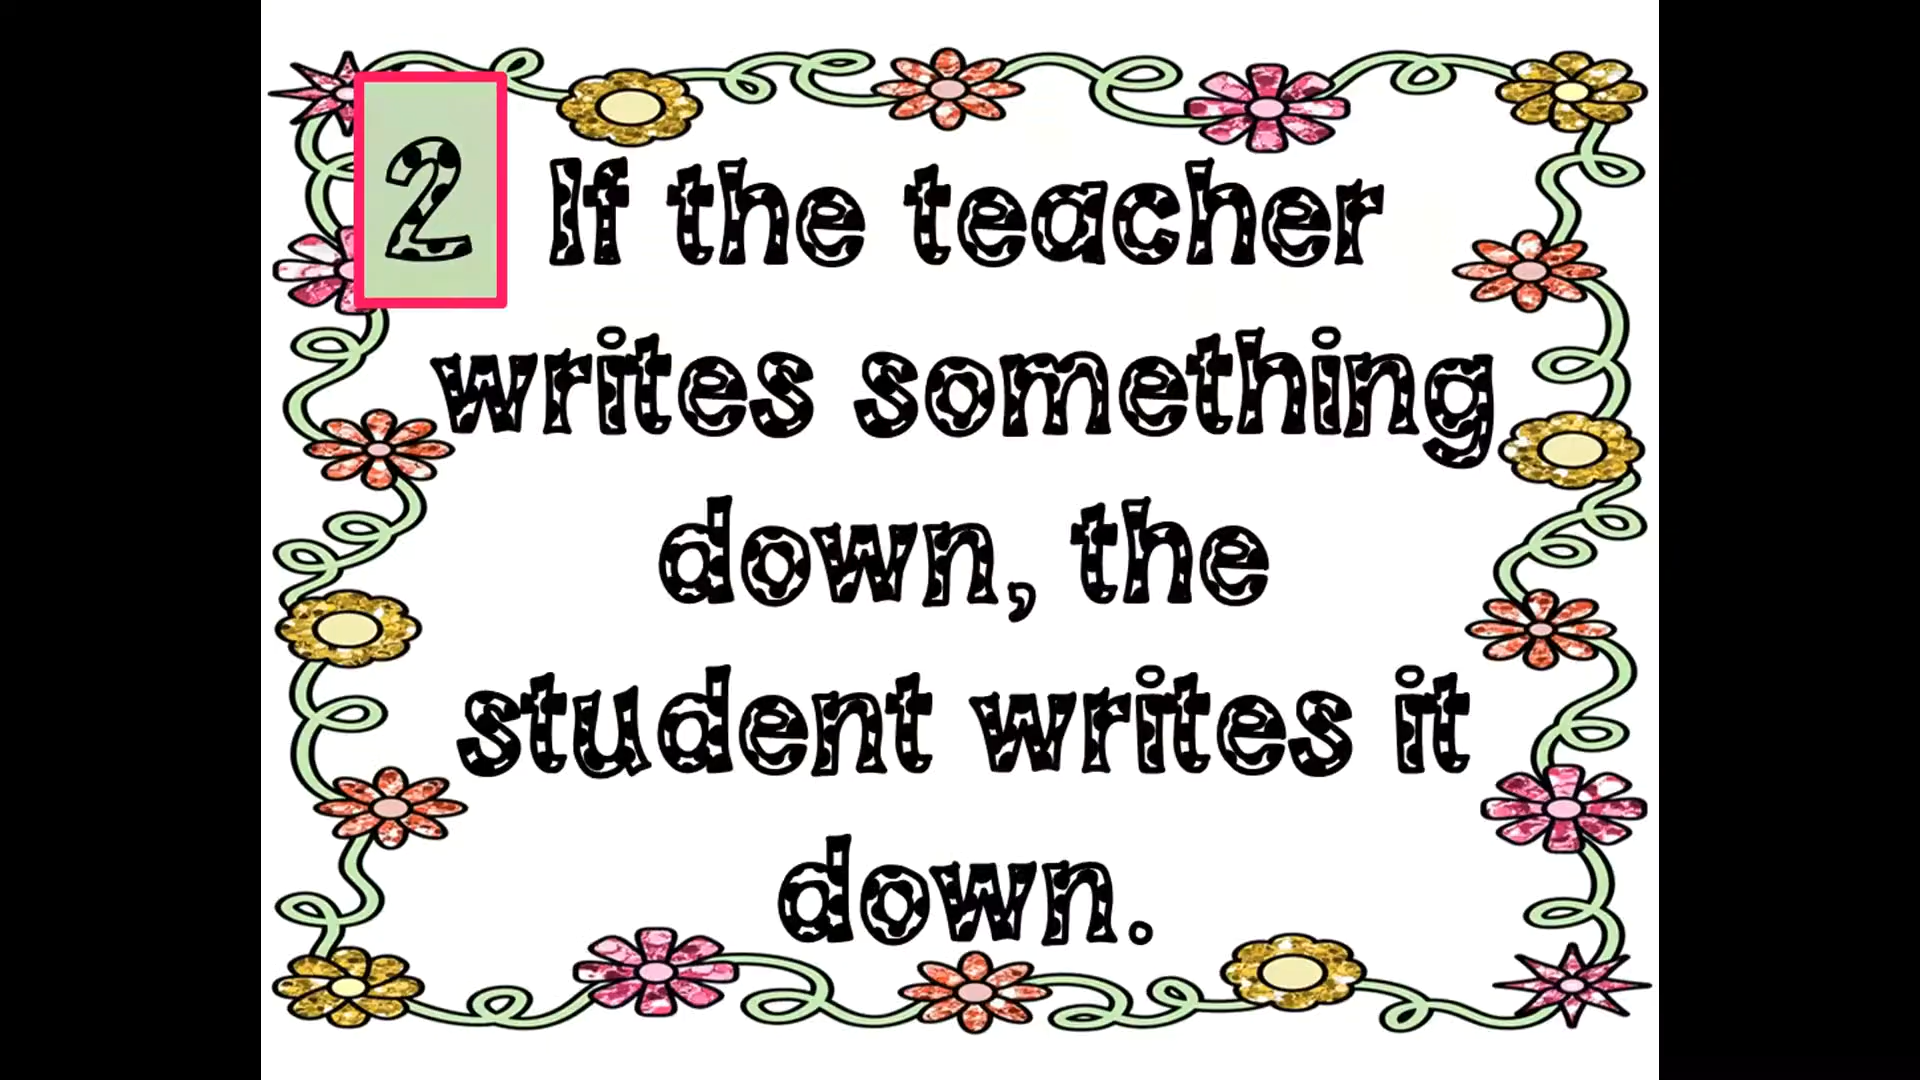 2 If the teacher
writes something
down, the
student writes it
down.